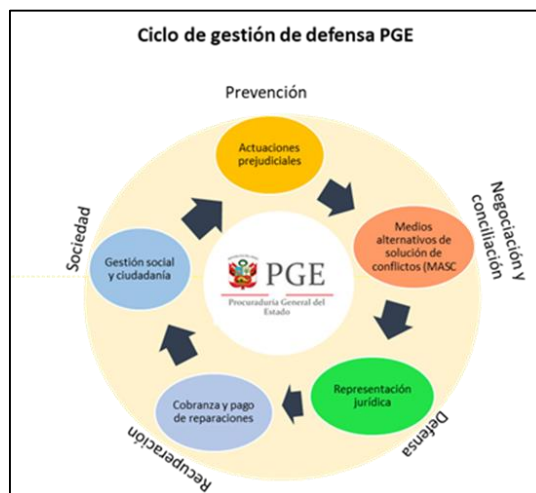 Ciclo de gestión de defensa PGE
Prevención
Actuaciones
prejudiciales
Negociación y
conciliación
Medios
alternativos de
solución de
conflictos (MASC
Representación
jurídica
Defensa
Cobranza y pago
de reparaciones
Recuperación
Gestión social
y ciudadanía
Sociedad
PGE
Procuraduría General del
Estado